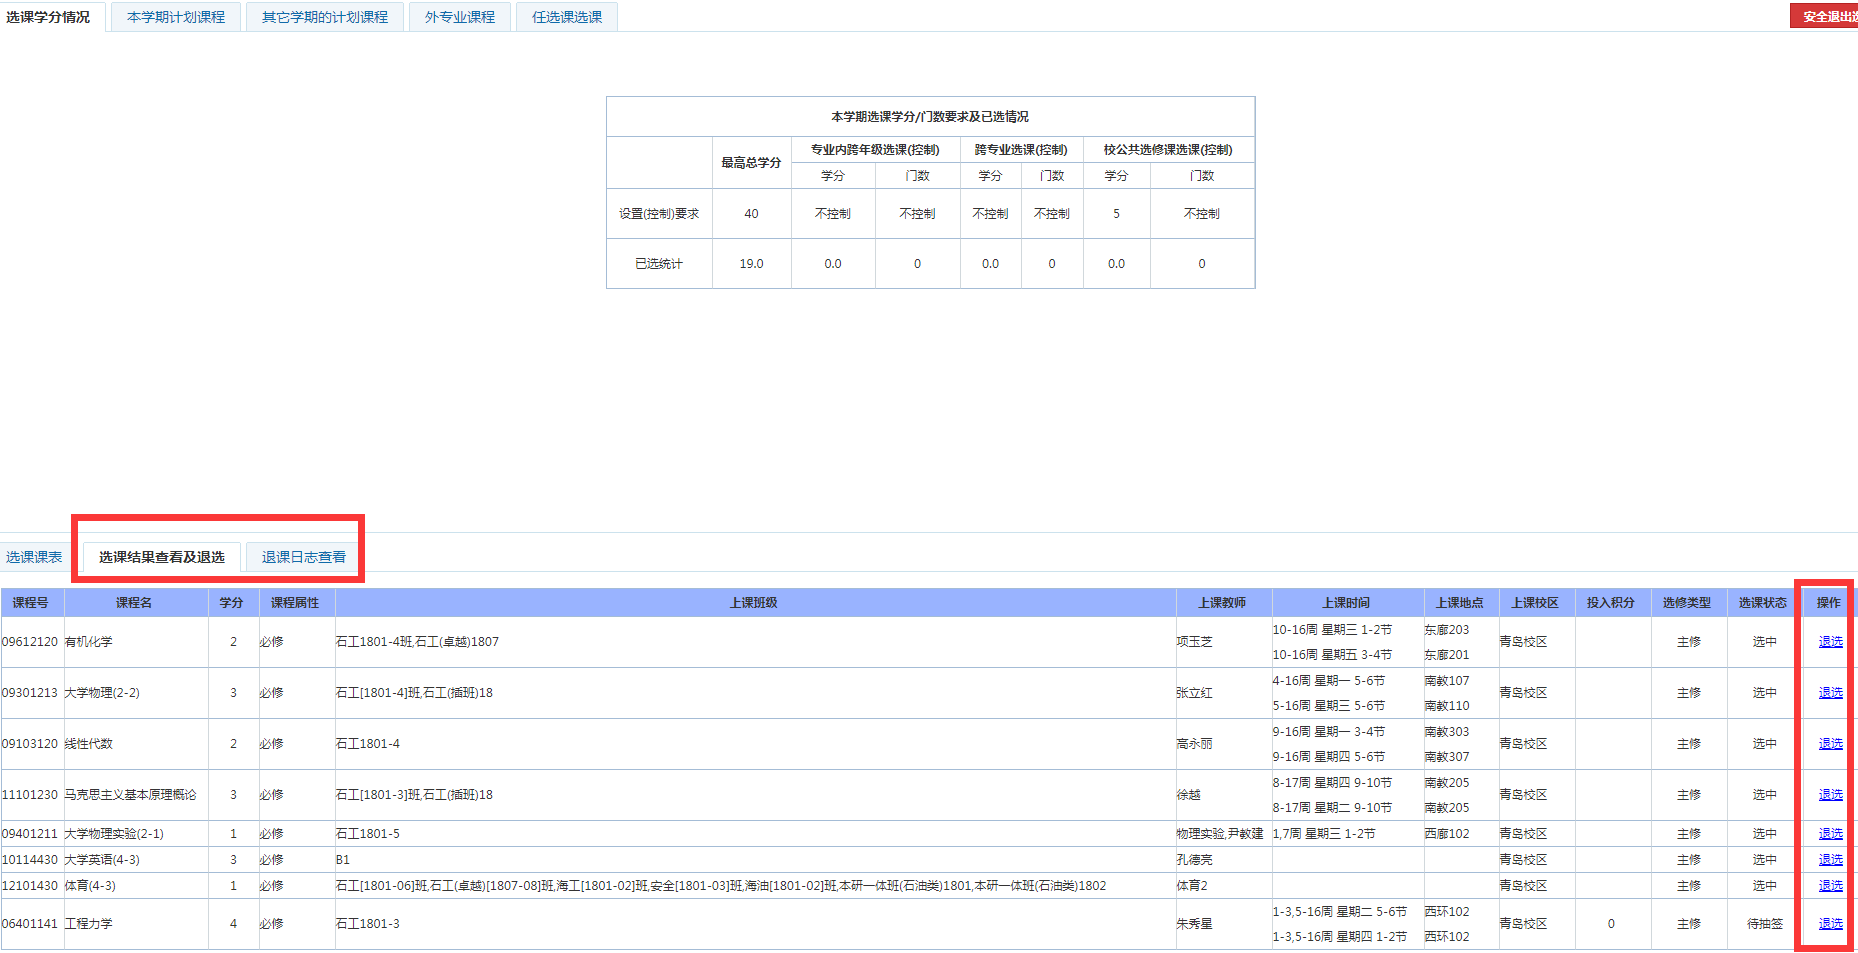 选课学分情况 本学期计划课程 其它学期的计划课程 外专业课程 任选课选课 安全退出
本学期选课学分/门数要求及已选情况
最高总学分 专业内跨年级选课(控制) 跨专业选课(控制) 校公共选修课选课(控制)
学分 门数 学分 门数 学分 门数
设置(控制)要求 40 不控制 不控制 不控制 不控制 5 不控制
已选统计 19.0 0.0 0 0.0 0 0.0 0
选课课表 选课结果查看及退选 退课日志查看
课程号 课程名 学分 课程属性 上课班级 上课教师 上课时间 上课地点 上课校区 投入积分 选修类型 选课状态 操作
09612120 有机化学 2 必修 石工1801-4班,石工(卓越)1807 项玉芝 10-16周 星期三 1-2节 东廊203 青岛校区 主修 选中 退选
10-16周 星期五 3-4节 东廊201
09301213 大学物理(2-2) 3 必修 石工[1801-4]班,石工(插班)18 张立红 4-16周 星期一 5-6节 南教107 青岛校区 主修 选中 退选
5-16周 星期三 5-6节 南教110
09103120 线性代数 2 必修 石工1801-4 高永丽 9-16周 星期一 3-4节 南教303 青岛校区 主修 选中 退选
9-16周 星期四 5-6节 南教307
11101230 马克思主义基本原理概论 3 必修 石工[1801-3]班,石工(插班)18 徐越 8-17周 星期四 9-10节 南教205 青岛校区 主修 选中 退选
8-17周 星期二 9-10节 南教205
09401211 大学物理实验(2-1) 1 必修 石工1801-5 物理实验,尹教建 1,7周 星期三 1-2节 西廊102 青岛校区 主修 选中 退选
10114430 大学英语(4-3) 3 必修 B1 孔德亮 青岛校区 主修 选中 退选
12101430 体育(4-3) 1 必修 石工[1801-06]班,石工(卓越)[1807-08]班,海工[1801-02]班,安全[1801-03]班,海油[1801-02]班,本研一体班(石油类)1801,本研一体班(石油类)1802 体育2 青岛校区 主修 选中 退选
06401141 工程力学 4 必修 石工1801-3 朱秀星 1-3,5-16周 星期二 5-6节 西环102 青岛校区 0 主修 待抽签 退选
1-3,5-16周 星期四 1-2节 西环102